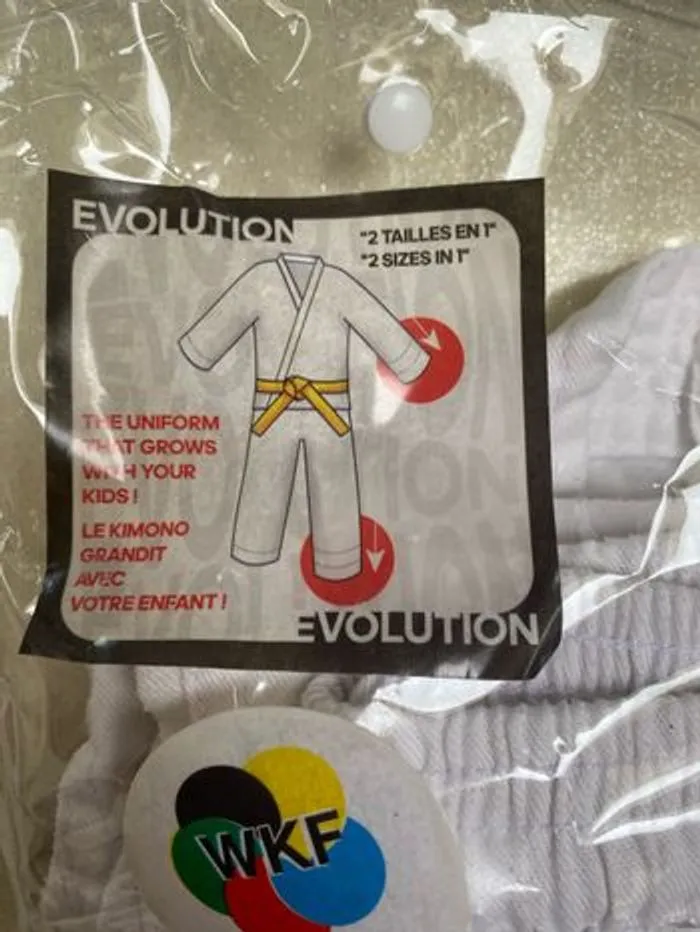 EVOLUTION
"2 TAILLES EN 1"
"2 SIZES IN 1"
THE UNIFORM
THAT GROWS
WITH YOUR
KIDS !
LE KIMONO
GRANDIT
AVEC
VOTRE ENFANT !
EVOLUTION
WKF